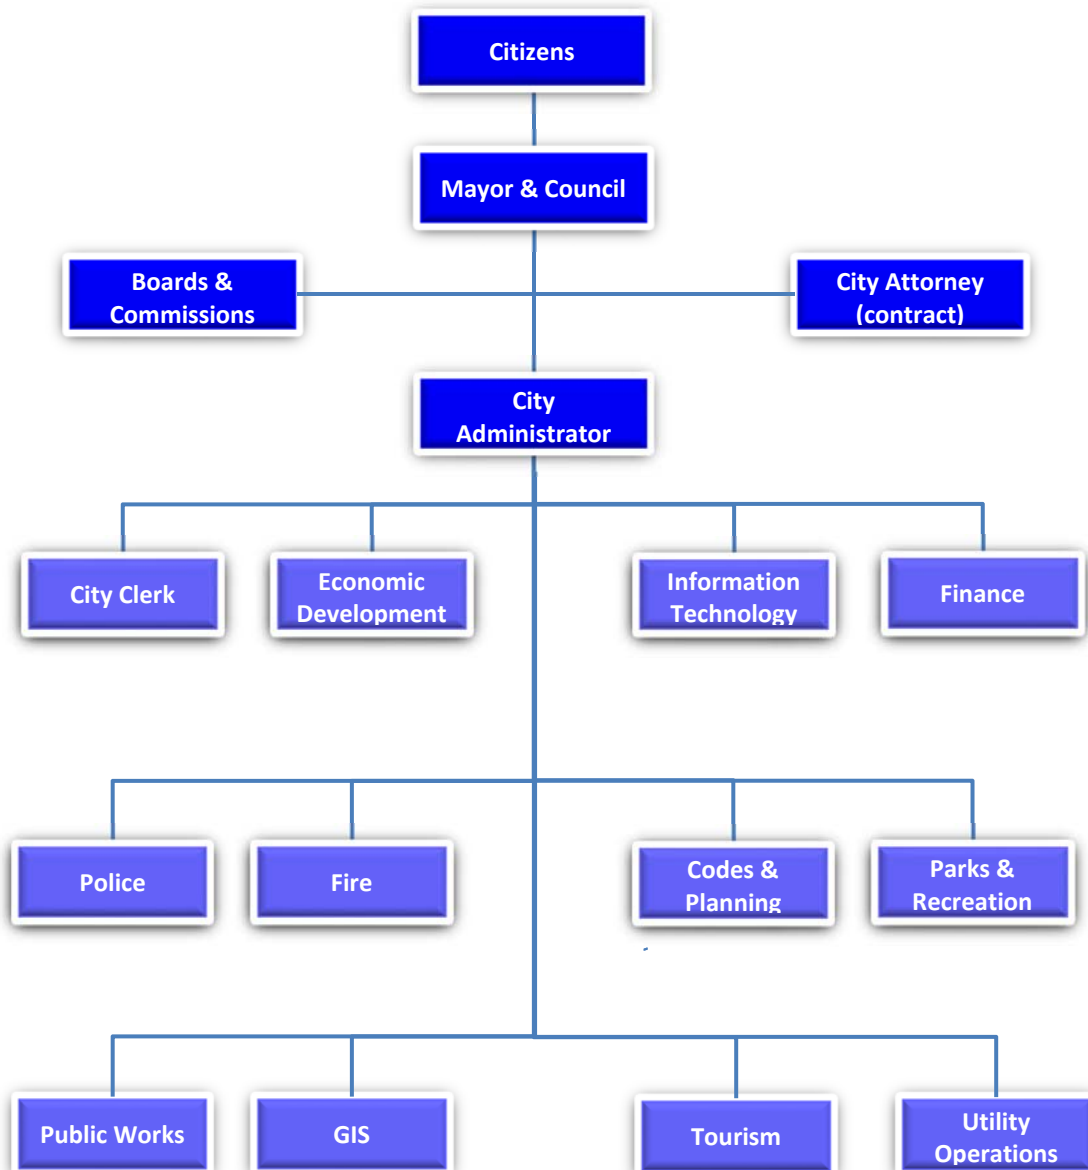 Citizens
Mayor & Council
Boards &
Commissions
City Attorney
(contract)
City
Administrator
City Clerk
Economic
Development
Information
Technology
Finance
Police
Fire
Codes &
Planning
Parks &
Recreation
Public Works
GIS
Tourism
Utility
Operations